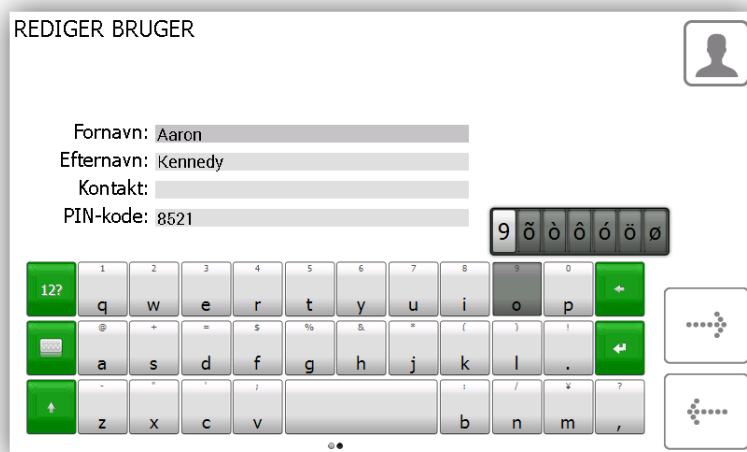 REDIGER BRUGER
Fornavn: Aaron
Efternavn: Kennedy
Kontakt:
PIN-kode: 8521
9 õ ò ô ó ö ø
1 2 3 4 5 6 7 8 9 0
12? q w e r t y u i o p
@ + = $ % & * ( ) !
a s d f g h j k l .
- " ' ; : / ¥ ?
z x c v b n m ,